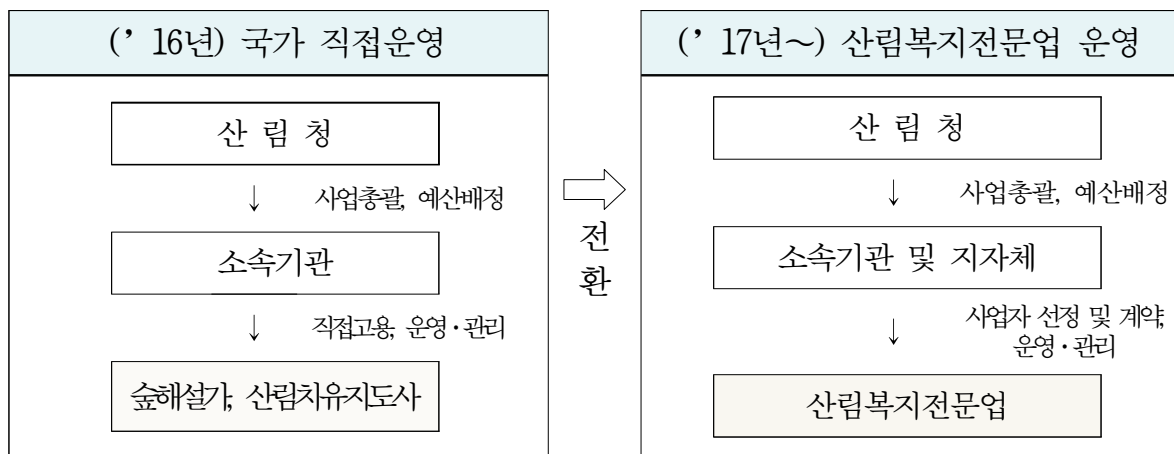 (’16년) 국가 직접운영
산 림 청
↓ 사업총괄, 예산배정
소속기관
↓ 직접고용, 운영·관리
숲해설가, 산림치유지도사
전
환
(’17년～) 산림복지전문업 운영
산 림 청
↓ 사업총괄, 예산배정
소속기관 및 지자체
↓ 사업자 선정 및 계약,
운영·관리
산림복지전문업